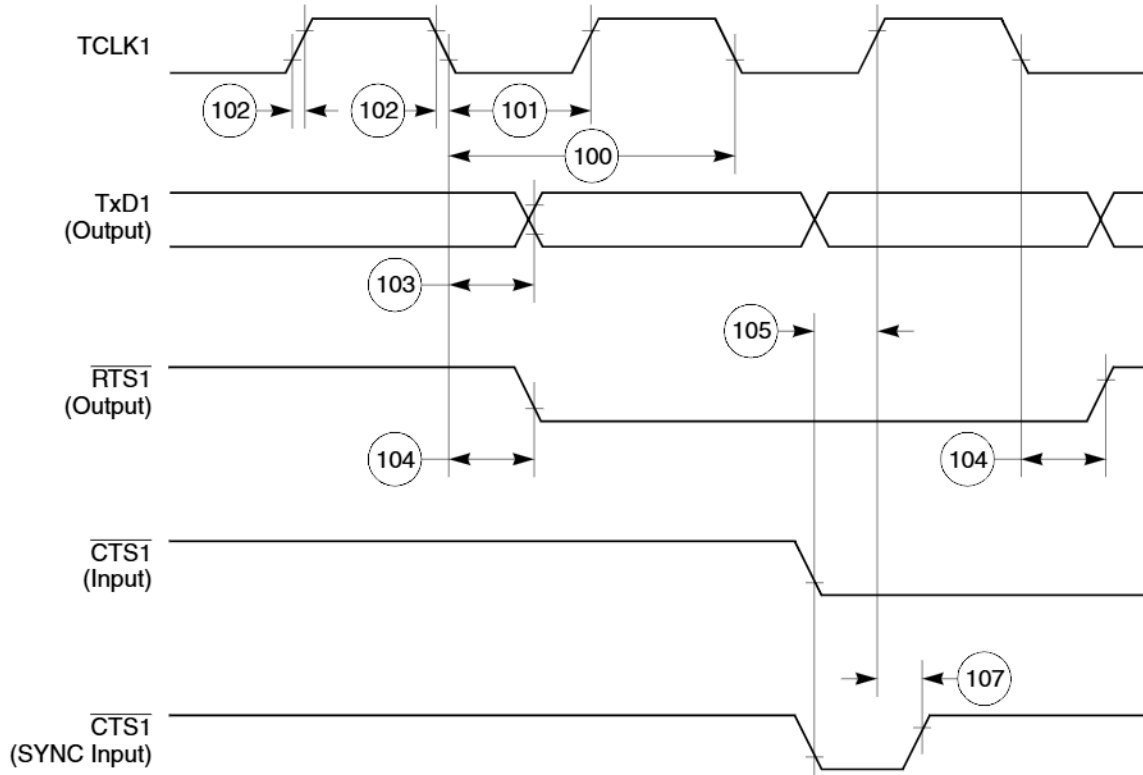 TCLK1
102
102
101
100
TxD1
(Output)
103
105
RTS1
(Output)
104
104
CTS1
(Input)
107
CTS1
(SYNC Input)